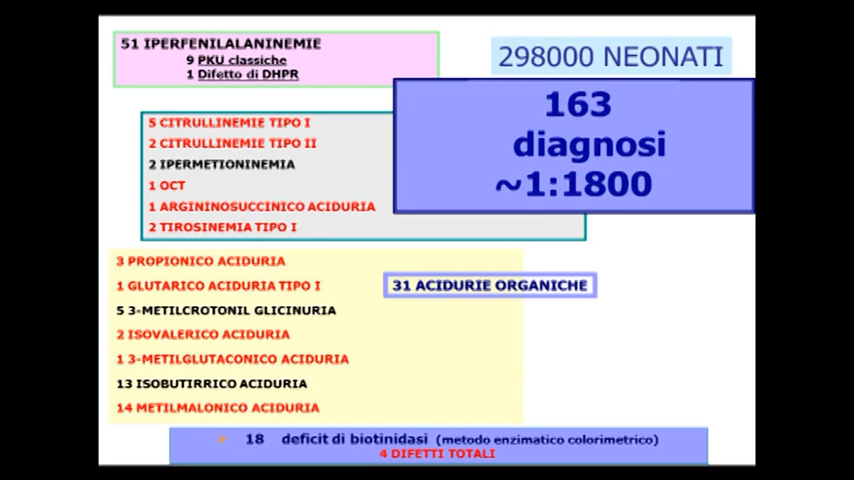 51 IPERFENILALANINEMIE
9 PKU classiche
1 Difetto di DHPR
298000 NEONATI
163
diagnosi
~1:1800
5 CITRULLINEMIE TIPO I
2 CITRULLINEMIE TIPO II
2 IPERMETIONINEMIA
1 OCT
1 ARGININOSUCCINICO ACIDURIA
2 TIROSINEMIA TIPO I
3 PROPIONICO ACIDURIA
1 GLUTARICO ACIDURIA TIPO I
31 ACIDURIE ORGANICHE
5 3-METILCROTONIL GLICINURIA
2 ISOVALERICO ACIDURIA
1 3-METILGLUTACONICO ACIDURIA
13 ISOBUTIRRICO ACIDURIA
14 METILMALONICO ACIDURIA
18 deficit di biotinidasi (metodo enzimatico colorimetrico)
4 DIFETTI TOTALI